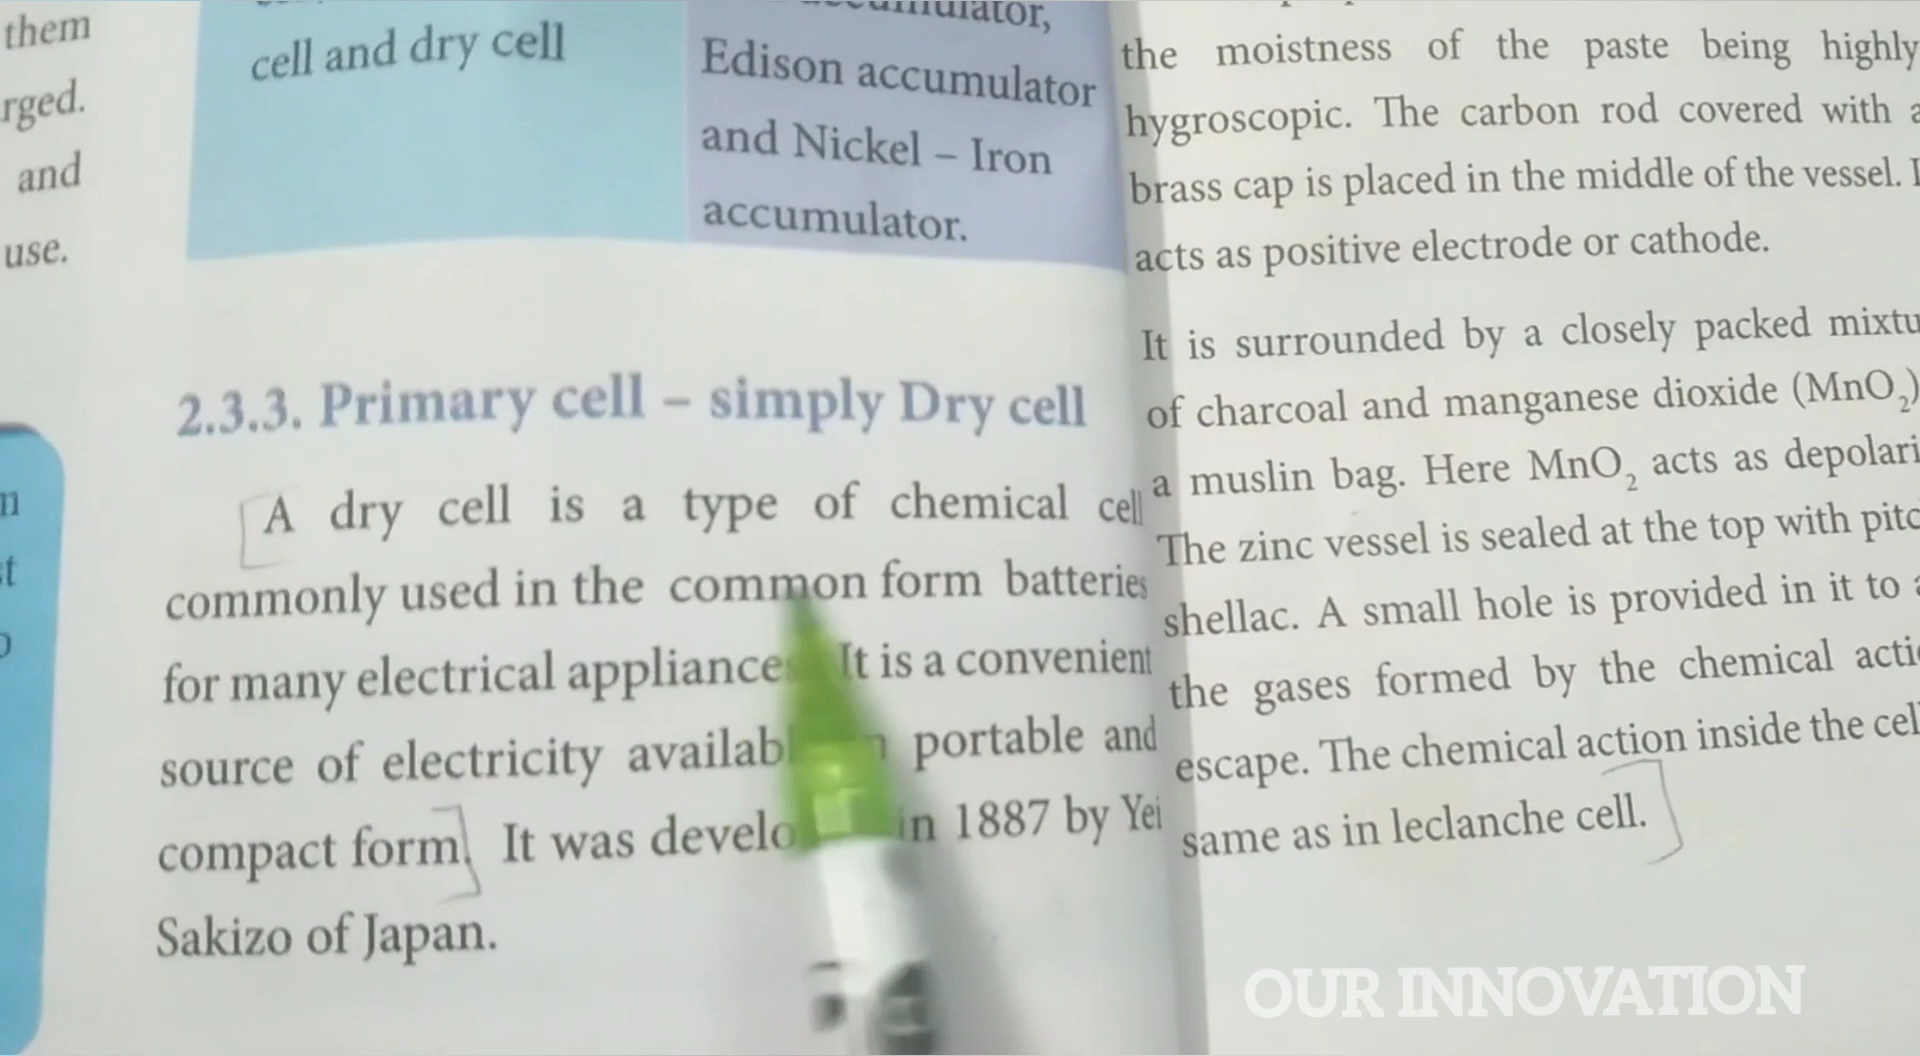 them
rged.
and
use.
cell and dry cell
Edison accumulator
and Nickel – Iron
accumulator.
2.3.3. Primary cell – simply Dry cell
A dry cell is a type of chemical cell
commonly used in the common form batteries
for many electrical appliances It is a convenient
source of electricity availab n portable and
compact form. It was develo in 1887 by Yei
Sakizo of Japan.
the moistness of the paste being highly
hygroscopic. The carbon rod covered with a
brass cap is placed in the middle of the vessel. I
acts as positive electrode or cathode.
It is surrounded by a closely packed mixtu
of charcoal and manganese dioxide (MnO₂)
a muslin bag. Here MnO₂ acts as depolari
The zinc vessel is sealed at the top with pitc
shellac. A small hole is provided in it to a
the gases formed by the chemical actio
escape. The chemical action inside the cell
same as in leclanche cell.
OUR INNOVATION